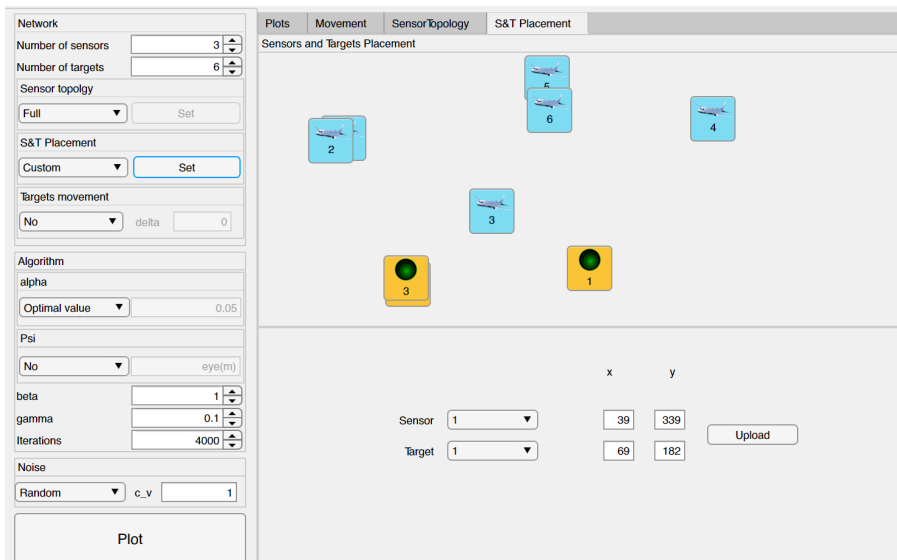 Network
Number of sensors 3
Number of targets 6
Sensor topolgy
Full Set
S&T Placement
Custom Set
Targets movement
No delta 0
Algorithm
alpha
Optimal value 0.05
Psi
No eye(m)
beta 1
gamma 0.1
Iterations 4000
Noise
Random c_v 1
Plot
Plots Movement SensorTopology S&T Placement
Sensors and Targets Placement
5
6
4
2
3
1
3
x y
Sensor 1 39 339
Upload
Target 1 69 182